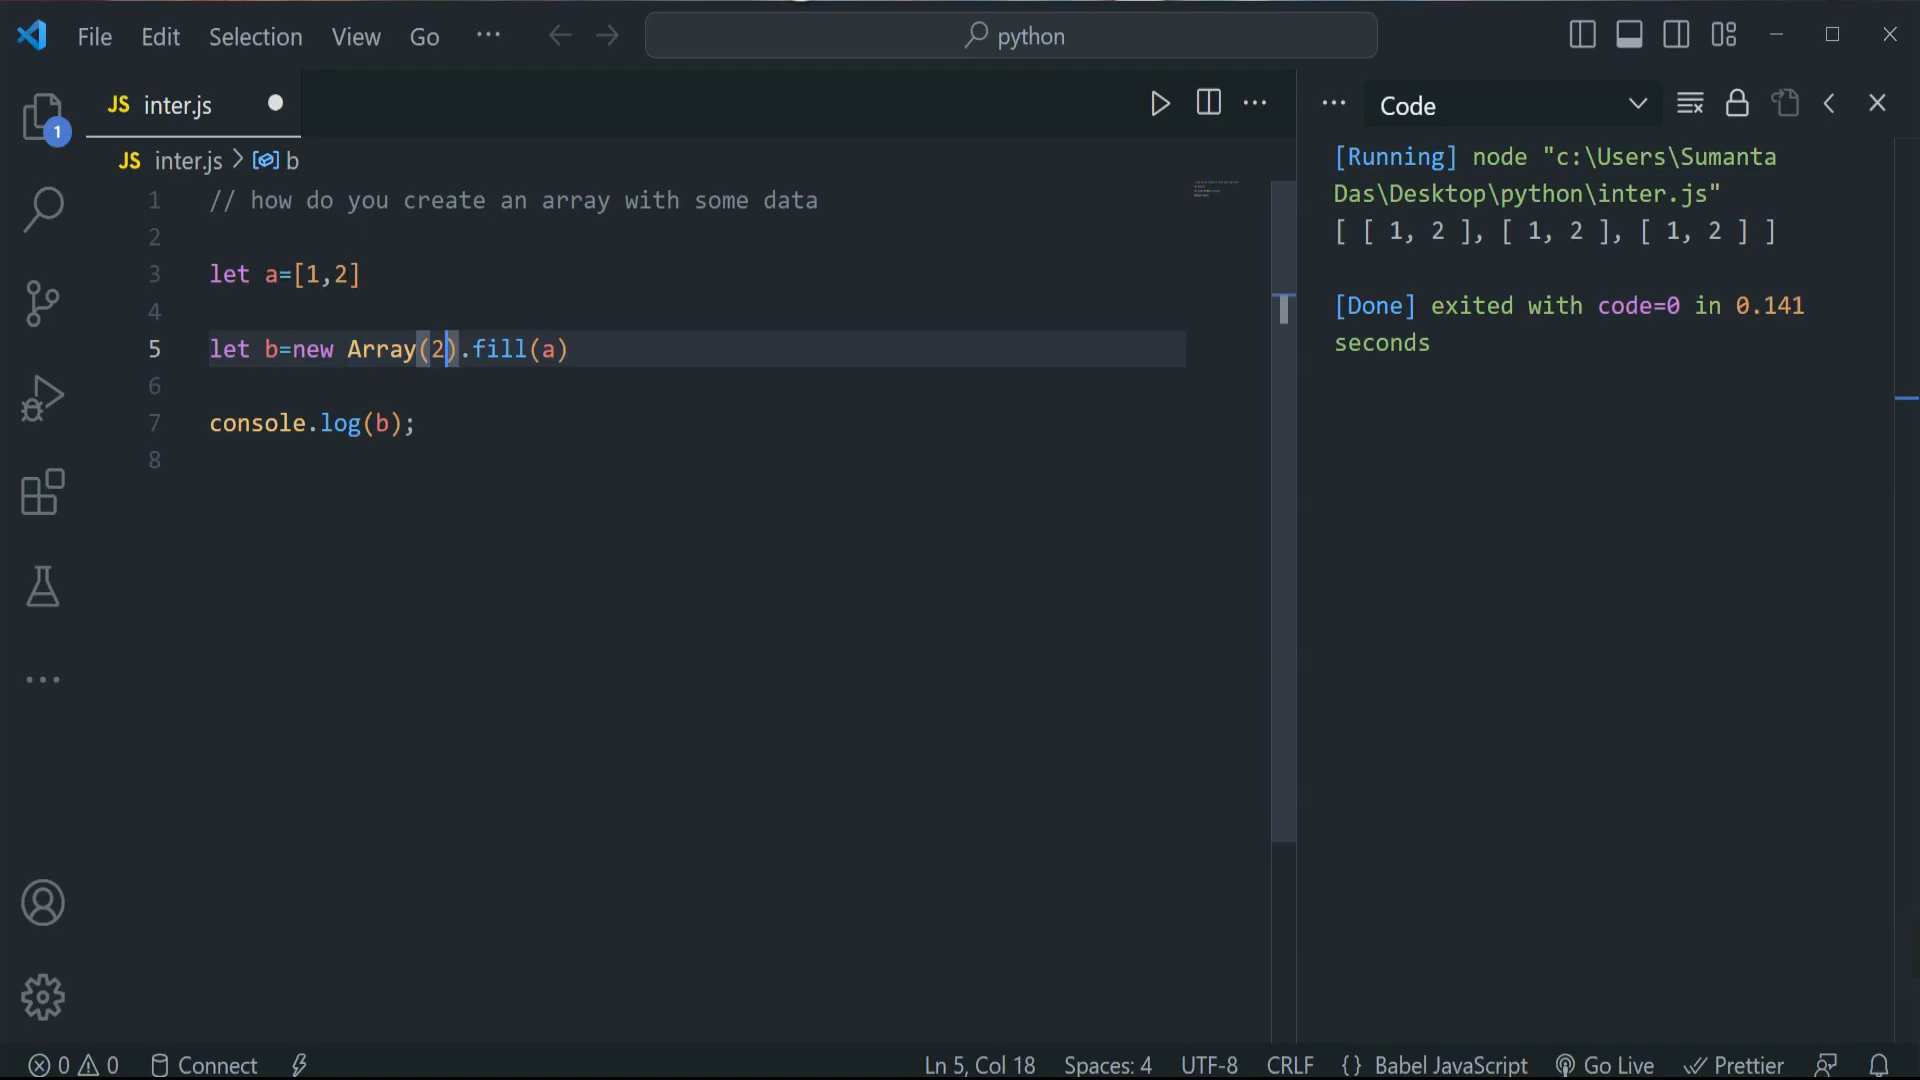 File Edit Selection View Go ··· python
JS inter.js
Code
JS inter.js > b
1 // how do you create an array with some data
2
3 let a=[1,2]
4
5 let b=new Array(2).fill(a)
6
7 console.log(b);
8
[Running] node "c:\Users\Sumanta
Das\Desktop\python\inter.js"
[ [ 1, 2 ], [ 1, 2 ], [ 1, 2 ] ]
[Done] exited with code=0 in 0.141
seconds
1
0 0 Connect Ln 5, Col 18 Spaces: 4 UTF-8 CRLF {} Babel JavaScript Go Live Prettier